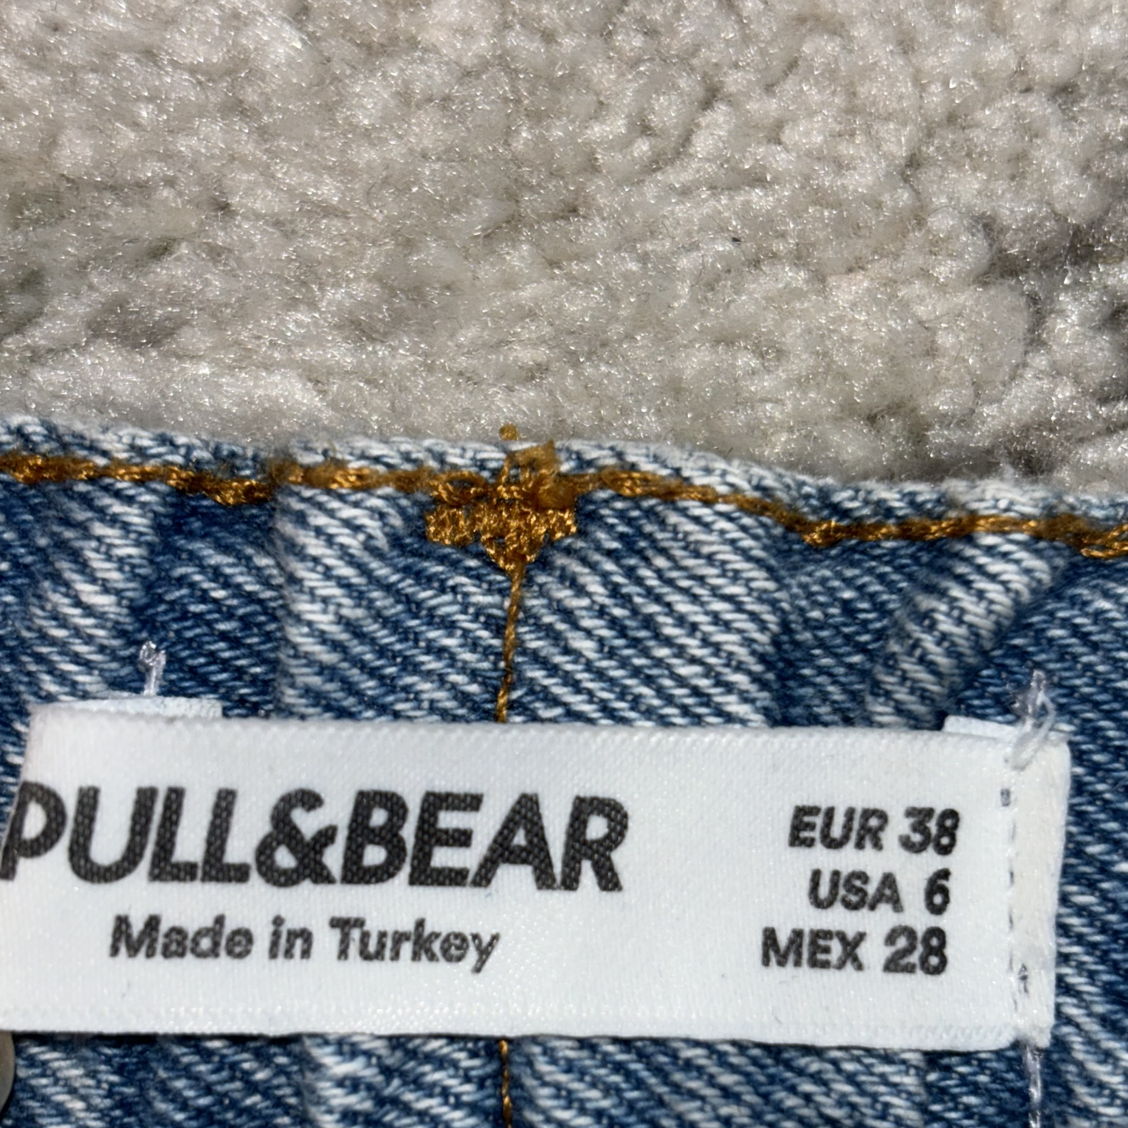 PULL&BEAR
Made in Turkey
EUR 38
USA 6
MEX 28